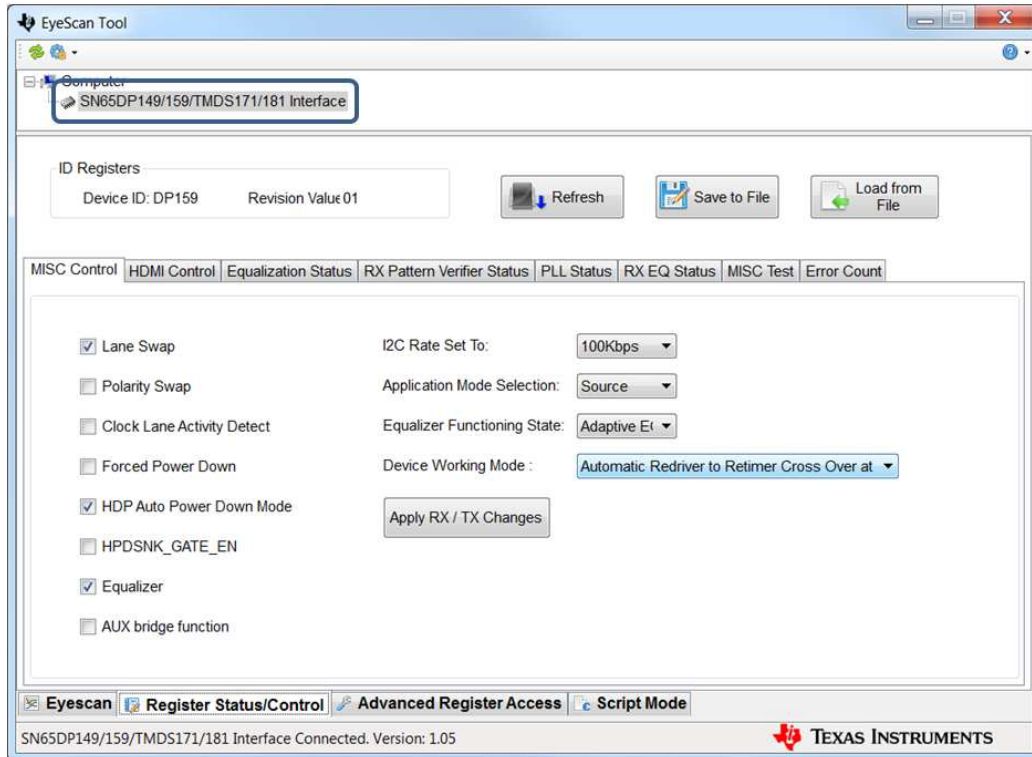 EyeScan Tool
Computer
SN65DP149/159/TMDS171/181 Interface
ID Registers
Device ID: DP159 Revision Value 01
Refresh
Save to File
Load from
File
MISC Control HDMI Control Equalization Status RX Pattern Verifier Status PLL Status RX EQ Status MISC Test Error Count
Lane Swap I2C Rate Set To: 100Kbps
Polarity Swap Application Mode Selection: Source
Clock Lane Activity Detect Equalizer Functioning State: Adaptive E
Forced Power Down Device Working Mode : Automatic Redriver to Retimer Cross Over at
HDP Auto Power Down Mode Apply RX / TX Changes
HPDSNK_GATE_EN
Equalizer
AUX bridge function
Eyescan Register Status/Control Advanced Register Access Script Mode
SN65DP149/159/TMDS171/181 Interface Connected. Version: 1.05 TEXAS INSTRUMENTS